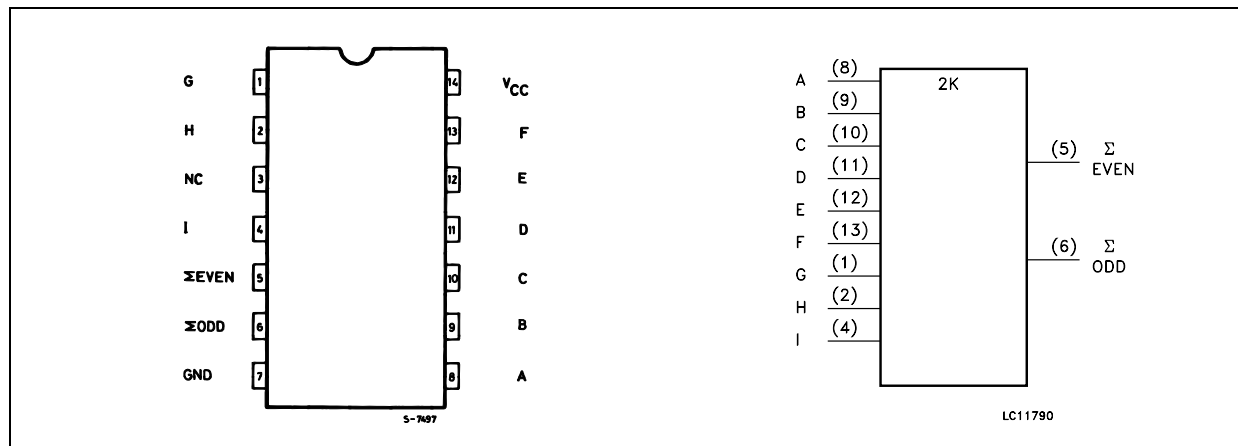 G 1 14 VCC
H 2 13 F
NC 3 12 E
I 4 11 D
ΣEVEN 5 10 C
ΣODD 6 9 B
GND 7 8 A
S-7497
2K
A (8)
B (9)
C (10)
D (11)
E (12)
F (13)
G (1)
H (2)
I (4)
(5) Σ
EVEN
(6) Σ
ODD
LC11790